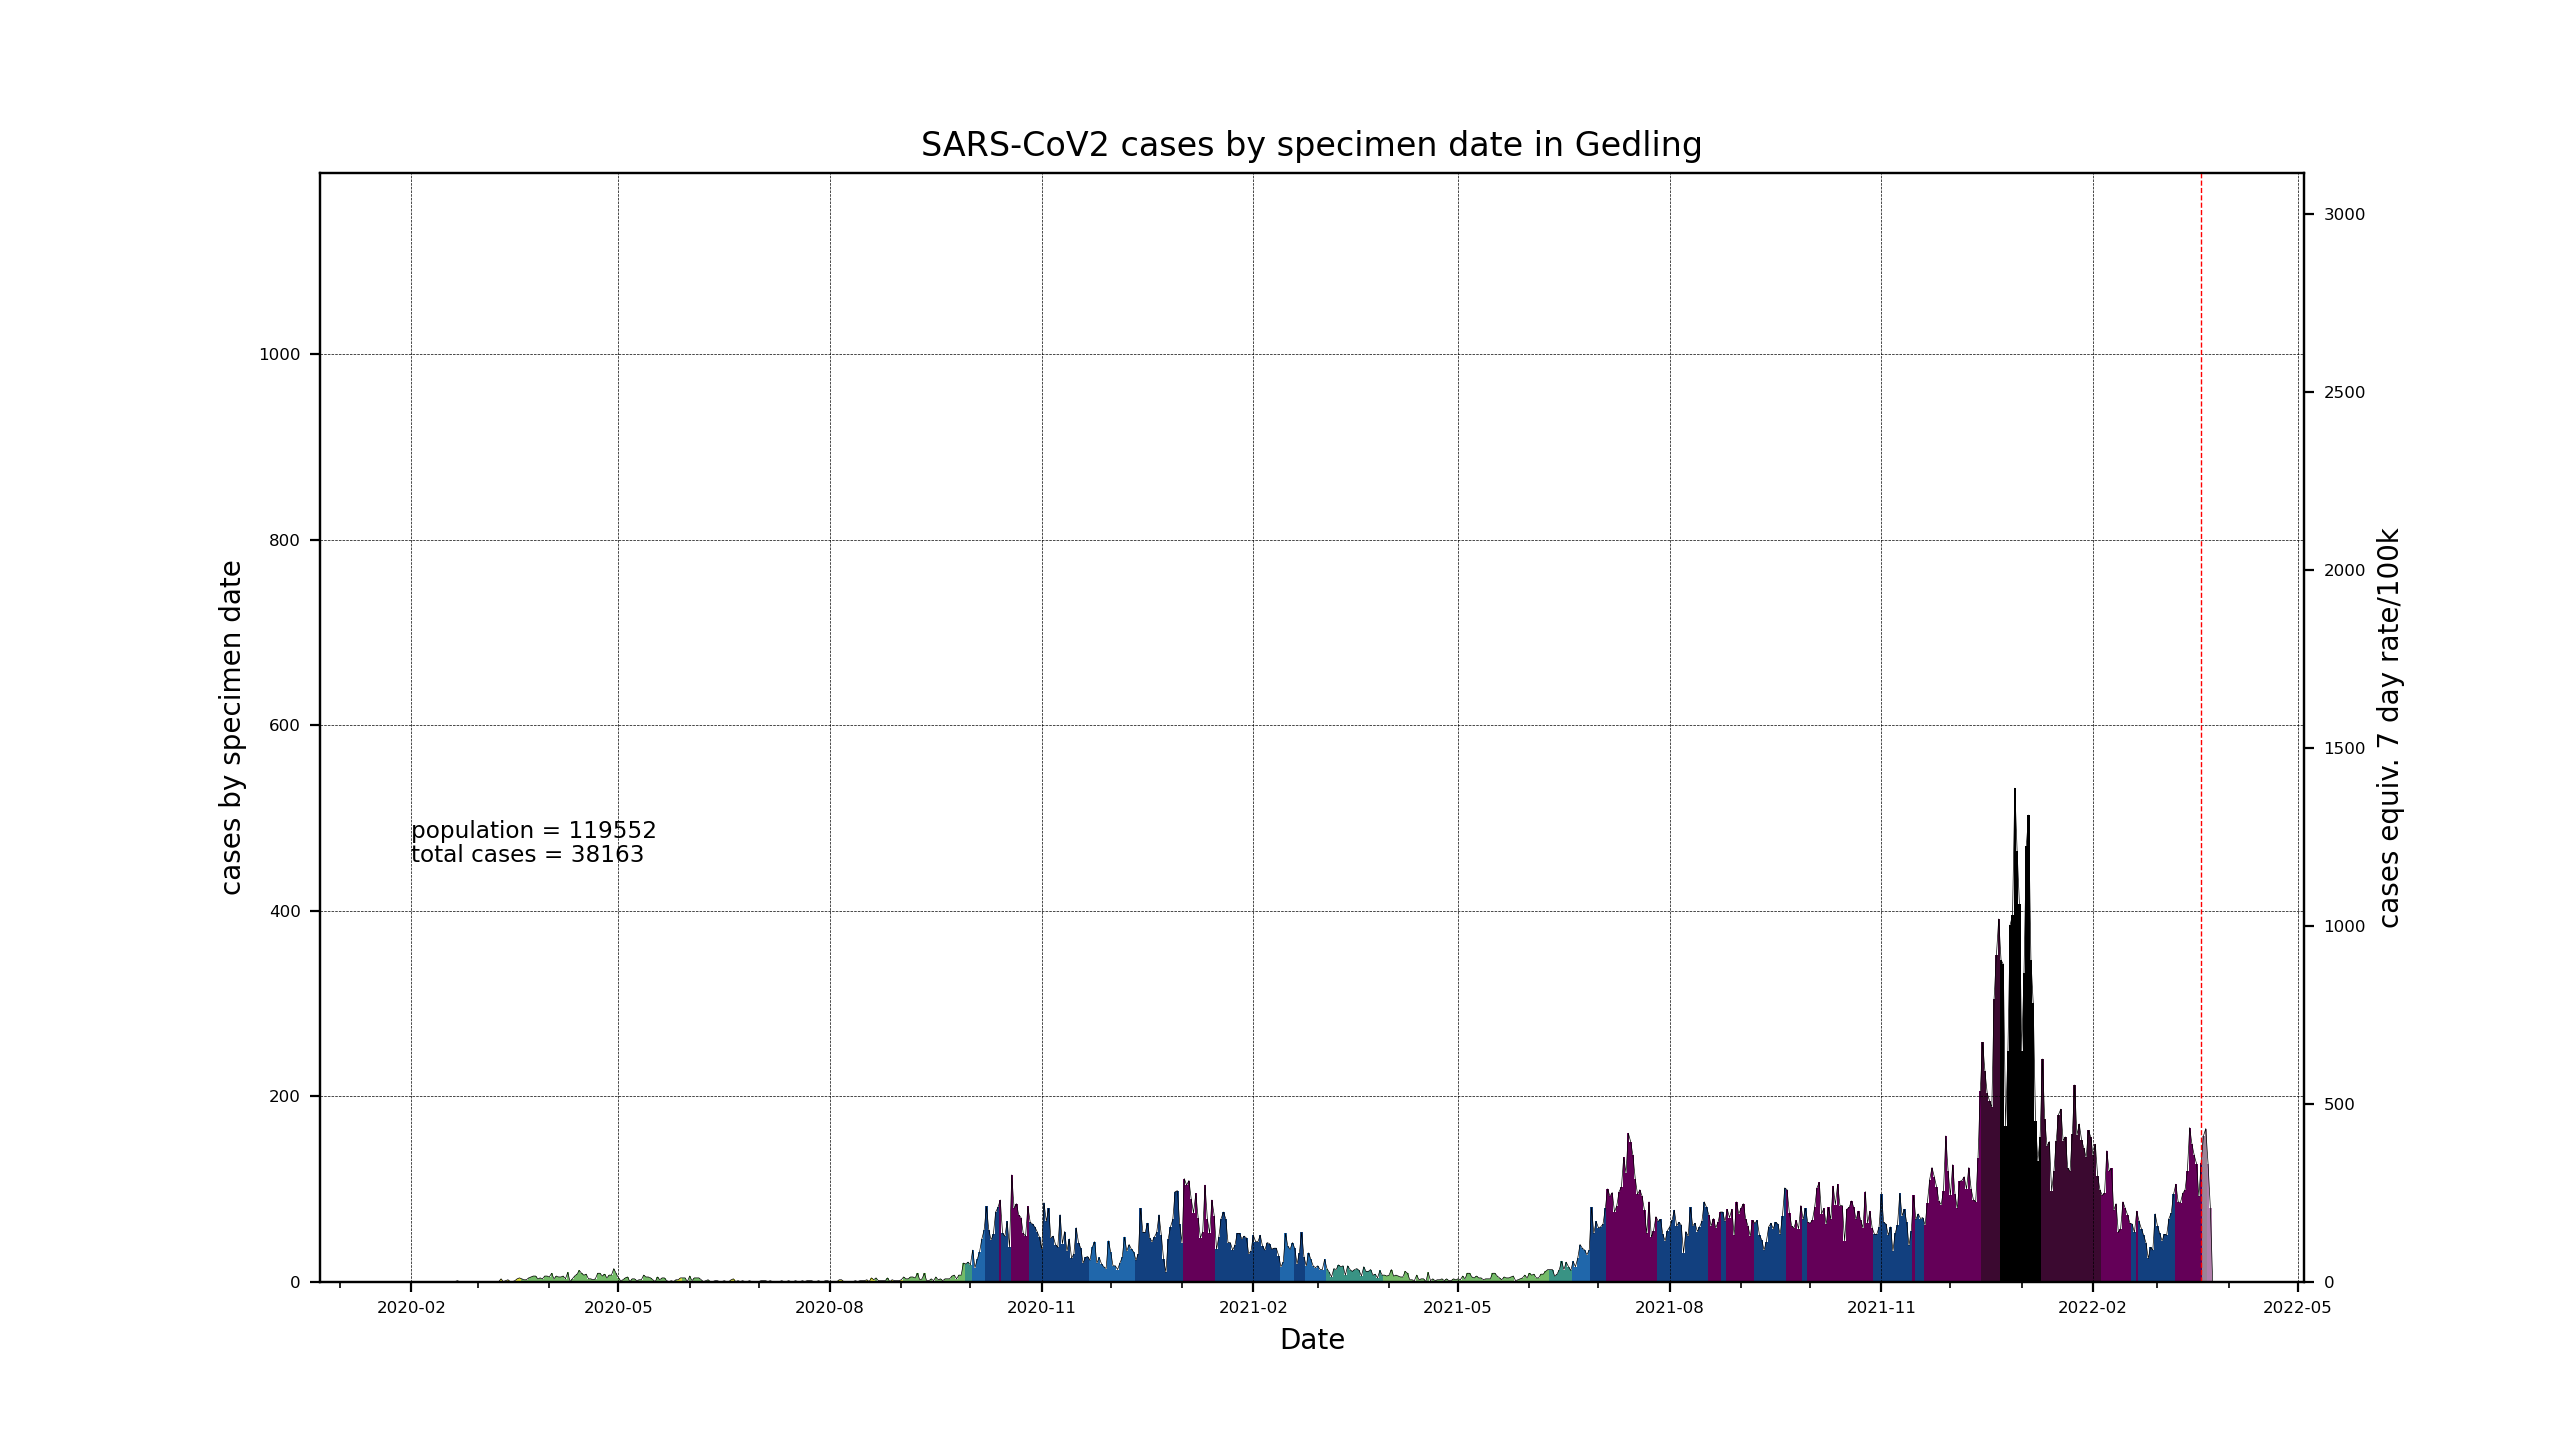 SARS-CoV2 cases by specimen date in Gedling
cases by specimen date
1000
800
600
400
200
0
population = 119552
total cases = 38163
3000
2500
2000
1500
1000
500
0
cases equiv. 7 day rate/100k
2020-02 2020-05 2020-08 2020-11 2021-02 2021-05 2021-08 2021-11 2022-02 2022-05
Date